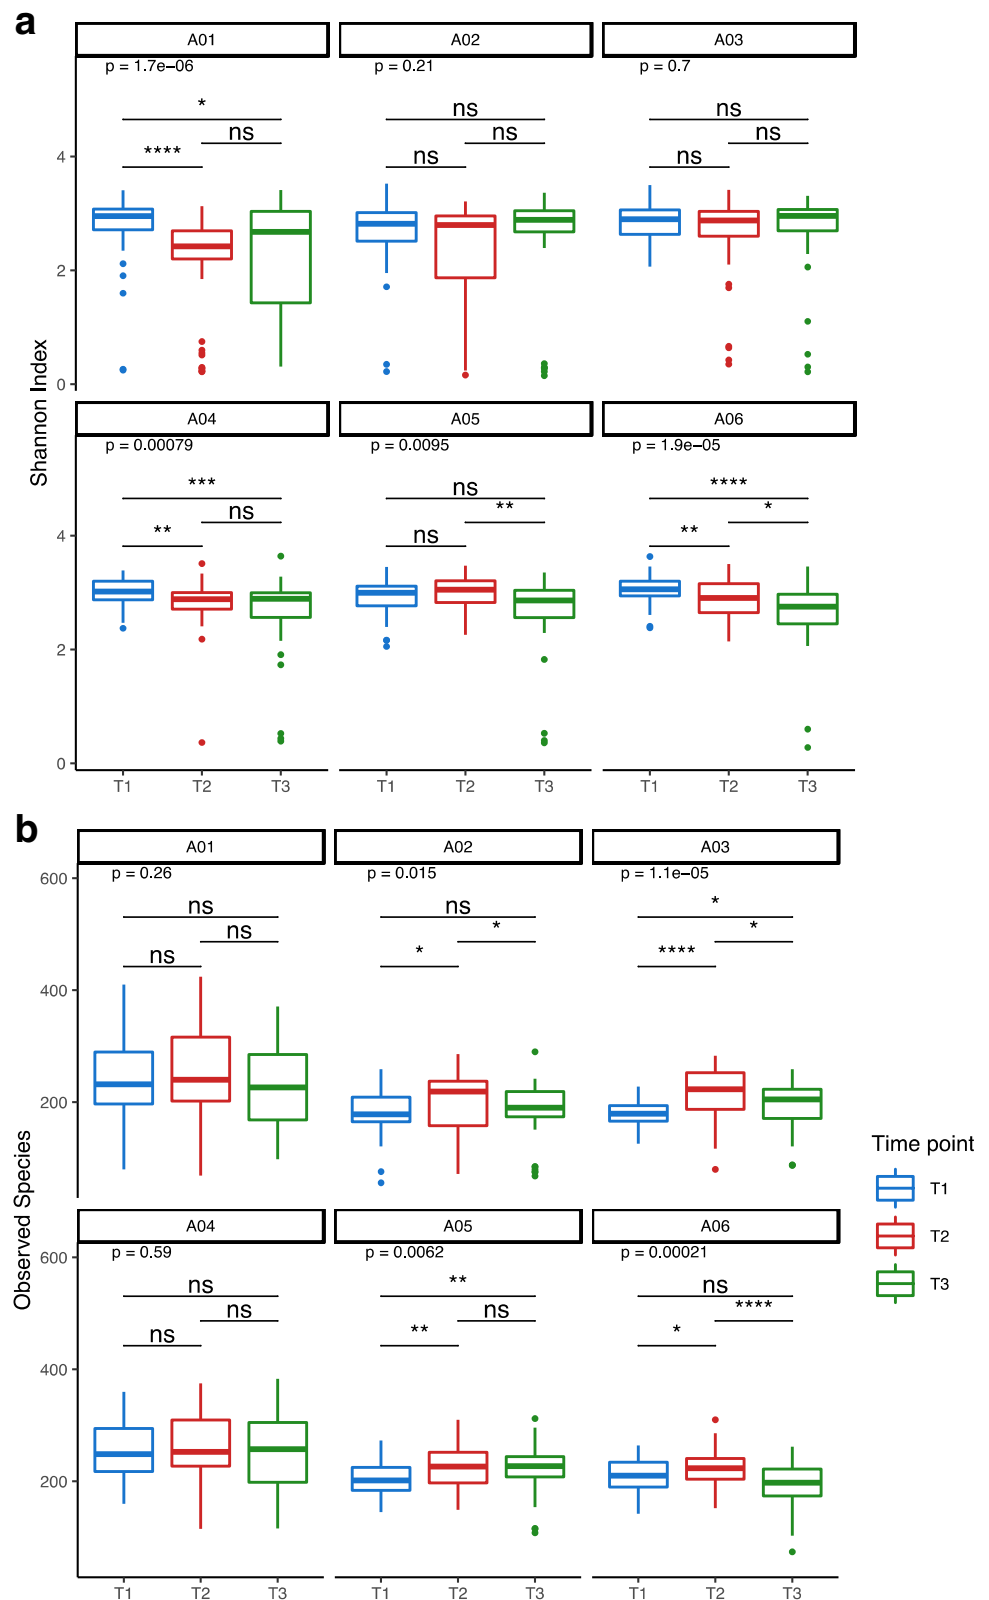 a
A01 A02 A03
p = 1.7e−06 p = 0.21 p = 0.7
* ns ns
ns ns ns
**** ns ns
4
2
0
Shannon Index
A04 A05 A06
p = 0.00079 p = 0.0095 p = 1.9e−05
*** ns ****
ns ** *
** ns **
4
2
0
T1 T2 T3 T1 T2 T3 T1 T2 T3
b
A01 A02 A03
p = 0.26 p = 0.015 p = 1.1e−05
600
ns ns *
ns * *
ns * ****
400
200
Observed Species
A04 A05 A06
p = 0.59 p = 0.0062 p = 0.00021
600
ns ** ns
ns ns ****
ns ** *
400
200
T1 T2 T3 T1 T2 T3 T1 T2 T3
Time point
T1
T2
T3